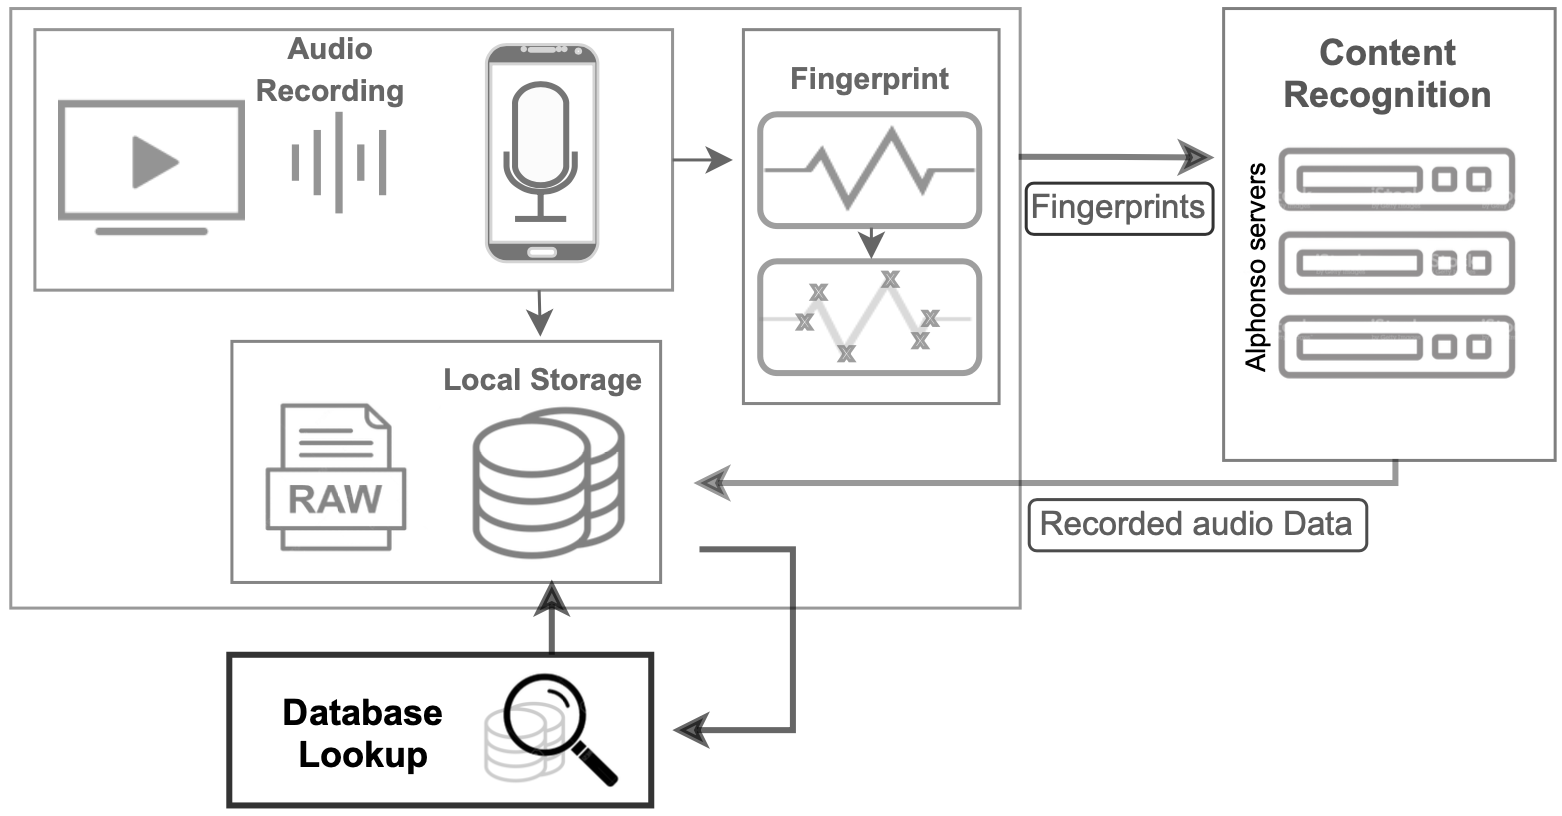 Audio
Recording
Fingerprint
Content
Recognition
Fingerprints
Alphonso servers
Local Storage
RAW
Recorded audio Data
Database
Lookup